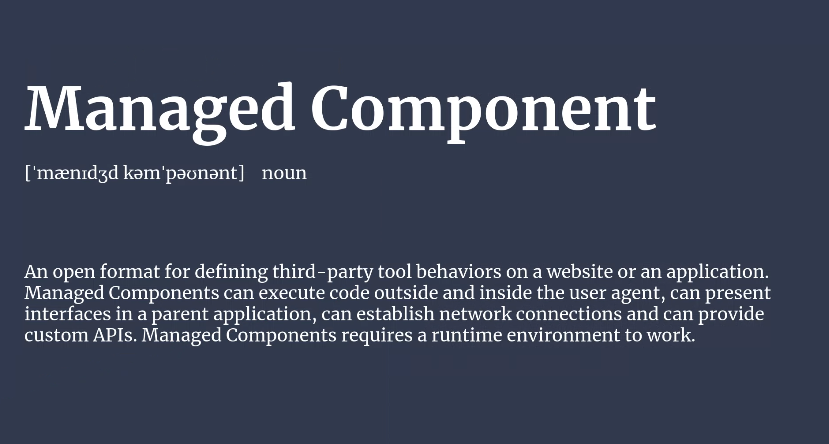 Managed Component
[ˈmænɪdʒd kəmˈpəʊnənt] noun
An open format for defining third-party tool behaviors on a website or an application.
Managed Components can execute code outside and inside the user agent, can present
interfaces in a parent application, can establish network connections and can provide
custom APIs. Managed Components requires a runtime environment to work.